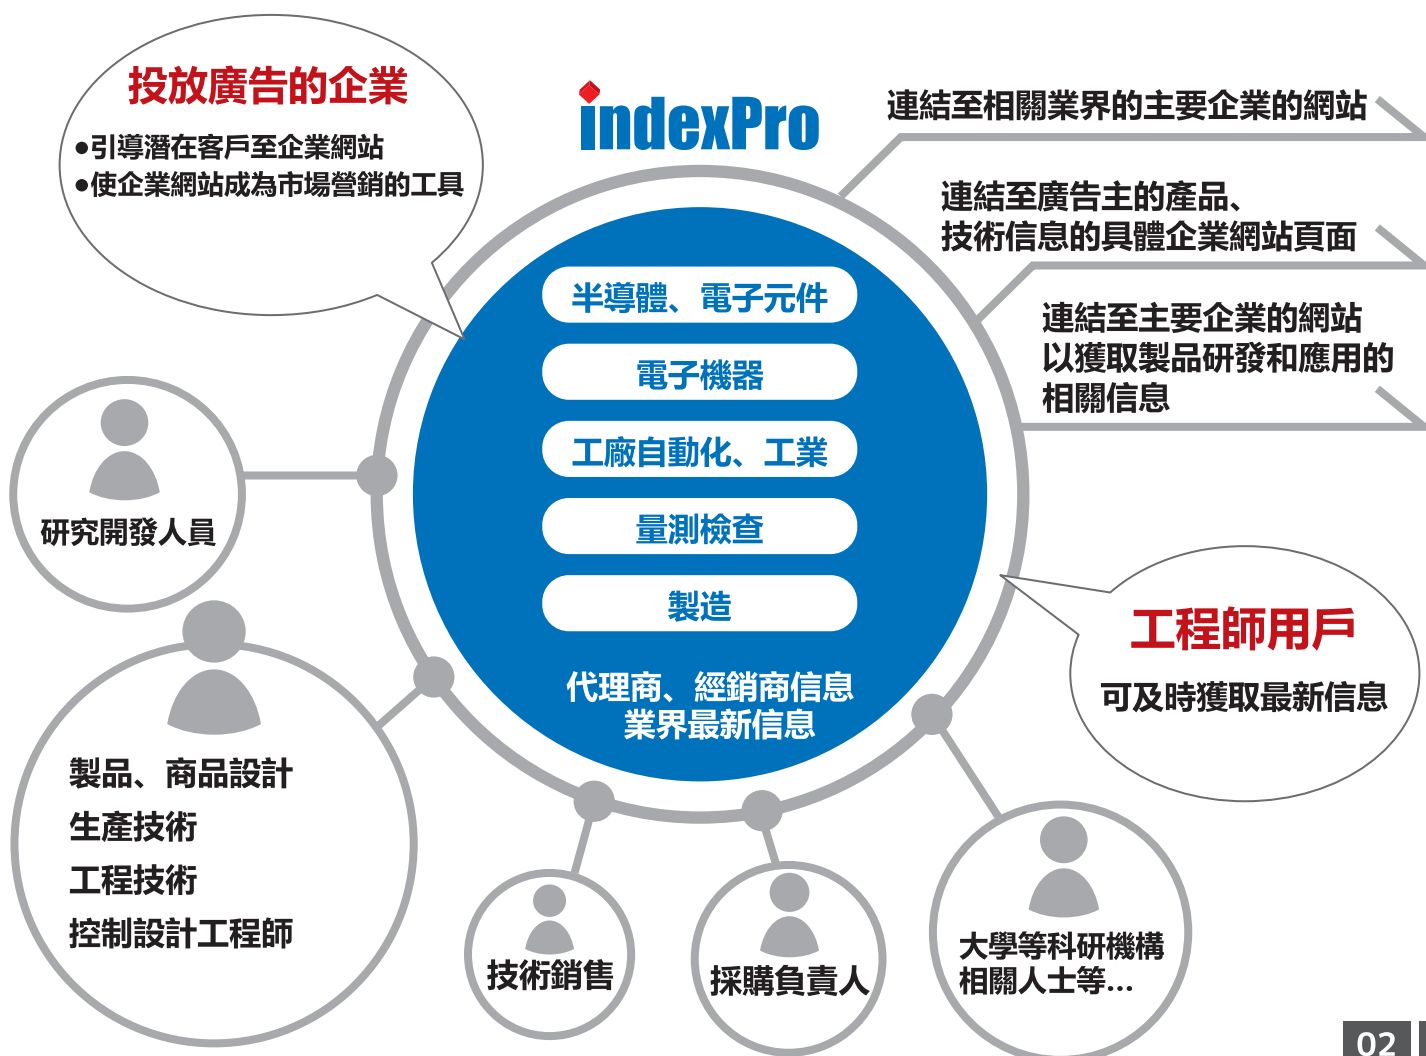 投放廣告的企業
●引導潛在客戶至企業網站
●使企業網站成為市場營銷的工具
indexPro
連結至相關業界的主要企業的網站
連結至廣告主的產品、
技術信息的具體企業網站頁面
連結至主要企業的網站
以獲取製品研發和應用的
相關信息
半導體、電子元件
電子機器
工廠自動化、工業
量測檢查
製造
代理商、經銷商信息
業界最新信息
研究開發人員
製品、商品設計
生產技術
工程技術
控制設計工程師
技術銷售
採購負責人
大學等科研機構
相關人士等...
工程師用戶
可及時獲取最新信息
02